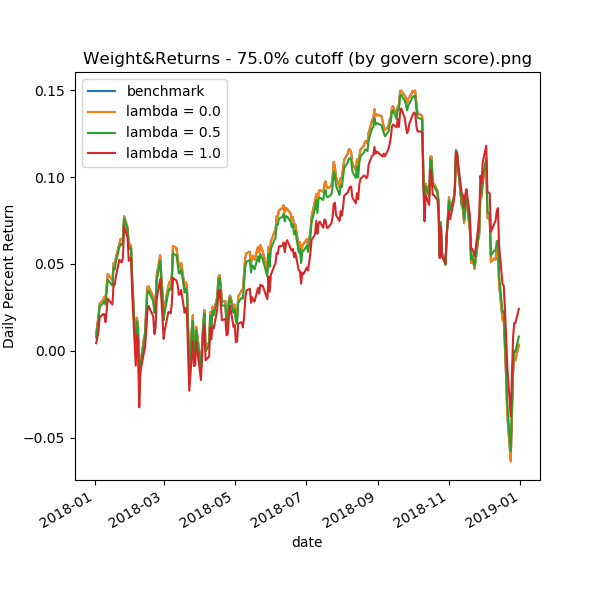 Weight&Returns - 75.0% cutoff (by govern score).png
benchmark
lambda = 0.0
lambda = 0.5
lambda = 1.0
Daily Percent Return
0.15
0.10
0.05
0.00
−0.05
2018-01
2018-03
2018-05
2018-07
2018-09
2018-11
2019-01
date